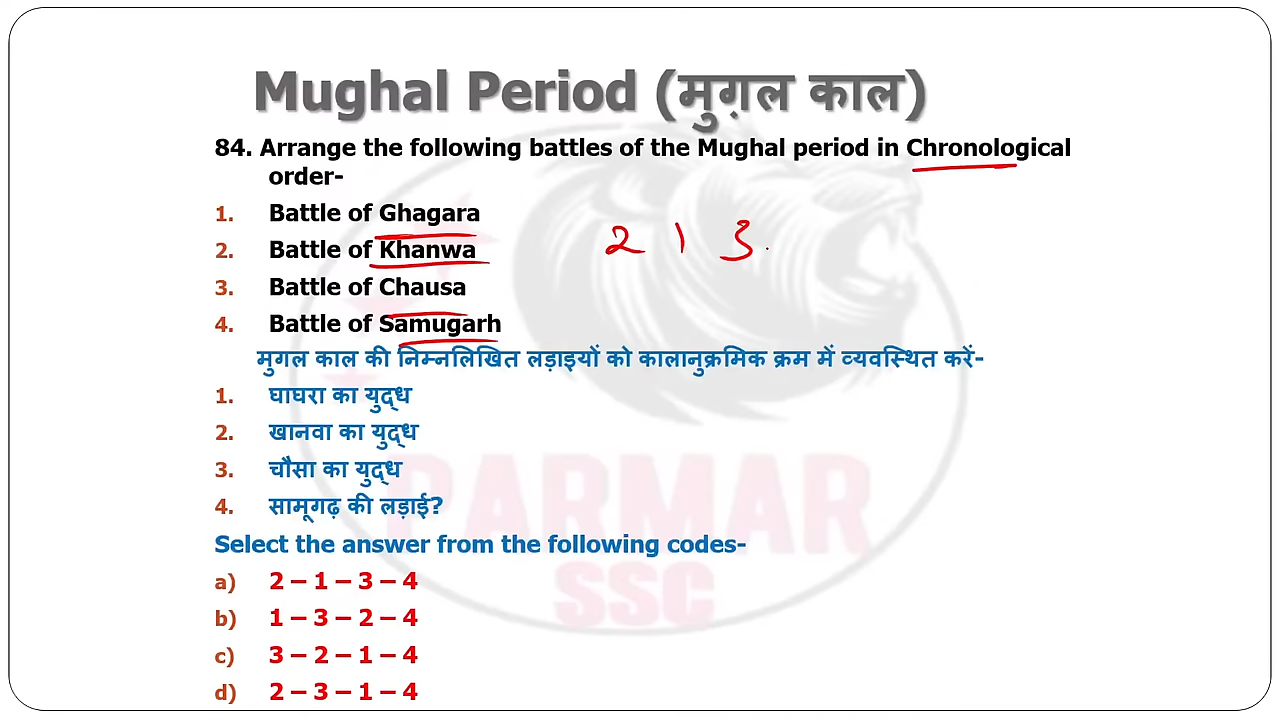 Mughal Period (मुग़ल काल)
84. Arrange the following battles of the Mughal period in Chronological
order-
1. Battle of Ghagara
2. Battle of Khanwa
2 1 3
3. Battle of Chausa
4. Battle of Samugarh
मुगल काल की निम्नलिखित लड़ाइयों को कालानुक्रमिक क्रम में व्यवस्थित करें-
1. घाघरा का युद्ध
2. खानवा का युद्ध
3. चौसा का युद्ध
4. सामूगढ़ की लड़ाई?
Select the answer from the following codes-
a) 2 – 1 – 3 – 4
b) 1 – 3 – 2 – 4
c) 3 – 2 – 1 – 4
d) 2 – 3 – 1 – 4
PARMAR
SSC